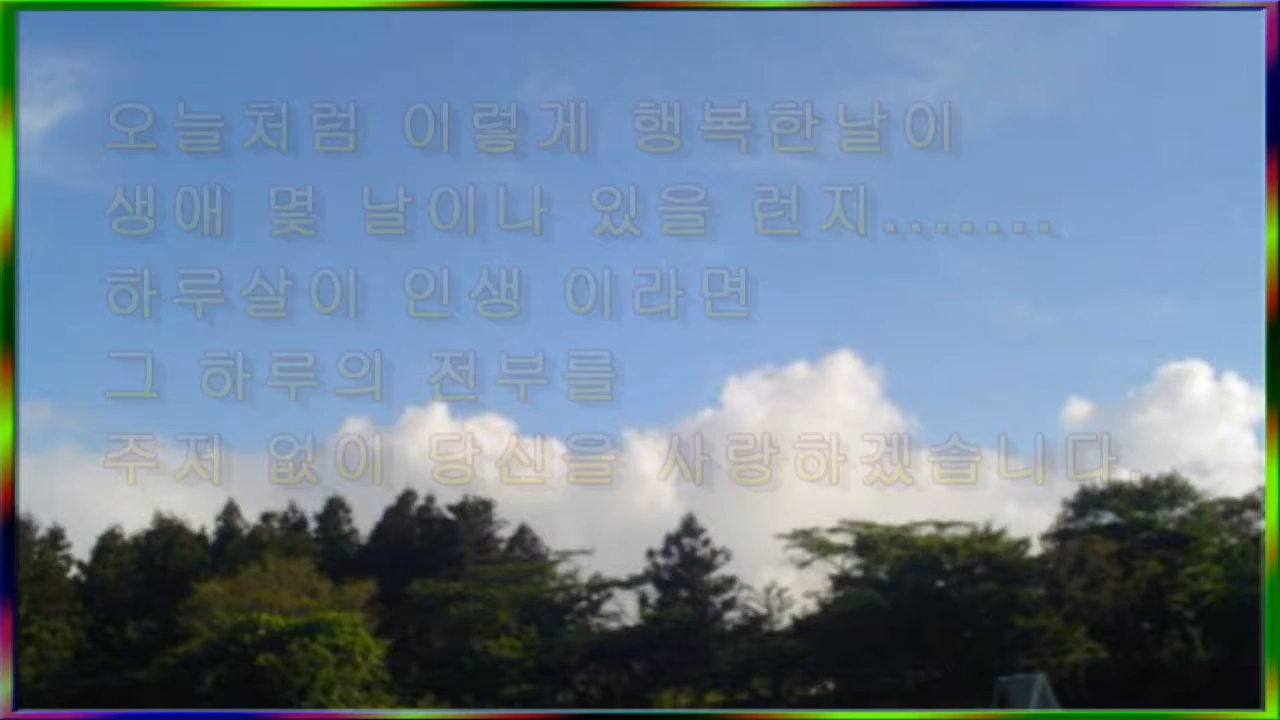 오늘처럼 이렇게 행복한날이
생애 몇 날이나 있을 런지.......
하루살이 인생 이라면
그 하루의 전부를
주저 없이 당신을 사랑하겠습니다.